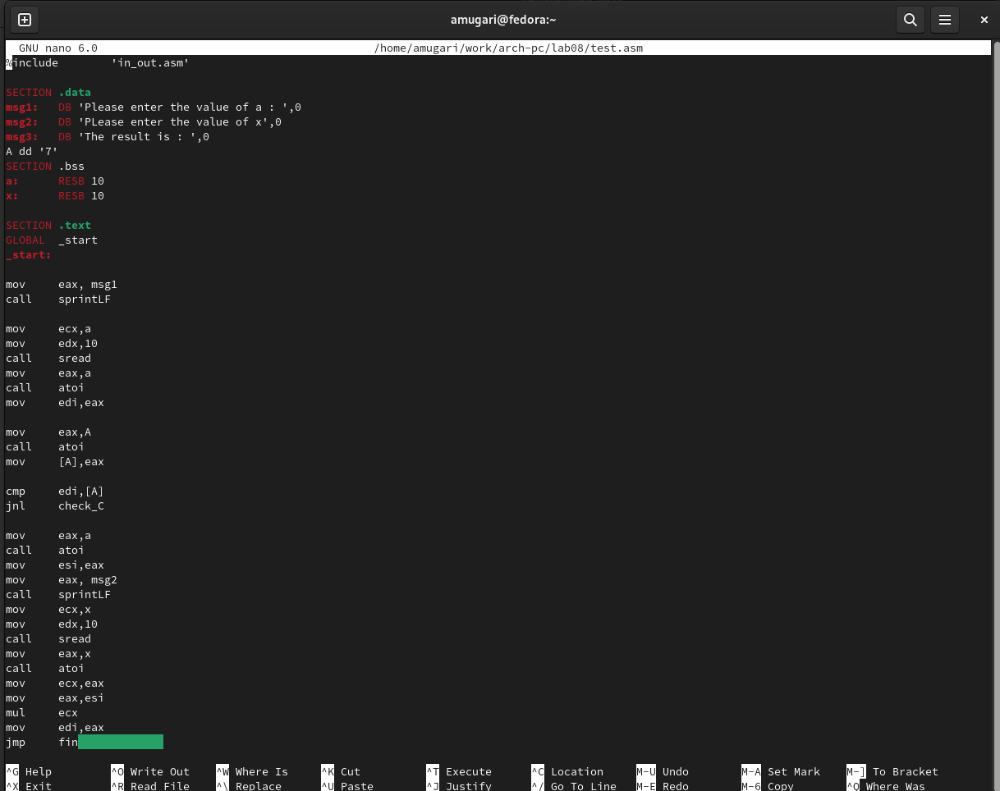 amugari@fedora:~
GNU nano 6.0 /home/amugari/work/arch-pc/lab08/test.asm
%include 'in_out.asm'
SECTION .data
msg1: DB 'Please enter the value of a : ',0
msg2: DB 'PLease enter the value of x',0
msg3: DB 'The result is : ',0
A dd '7'
SECTION .bss
a: RESB 10
x: RESB 10
SECTION .text
GLOBAL _start
_start:
mov eax, msg1
call sprintLF
mov ecx,a
mov edx,10
call sread
mov eax,a
call atoi
mov edi,eax
mov eax,A
call atoi
mov [A],eax
cmp edi,[A]
jnl check_C
mov eax,a
call atoi
mov esi,eax
mov eax, msg2
call sprintLF
mov ecx,x
mov edx,10
call sread
mov eax,x
call atoi
mov ecx,eax
mov eax,esi
mul ecx
mov edi,eax
jmp fin
^G Help ^O Write Out ^W Where Is ^K Cut ^T Execute ^C Location M-U Undo M-A Set Mark M-] To Bracket
^X Exit ^R Read File ^\ Replace ^U Paste ^J Justify ^/ Go To Line M-E Redo M-6 Copy ^Q Where Was